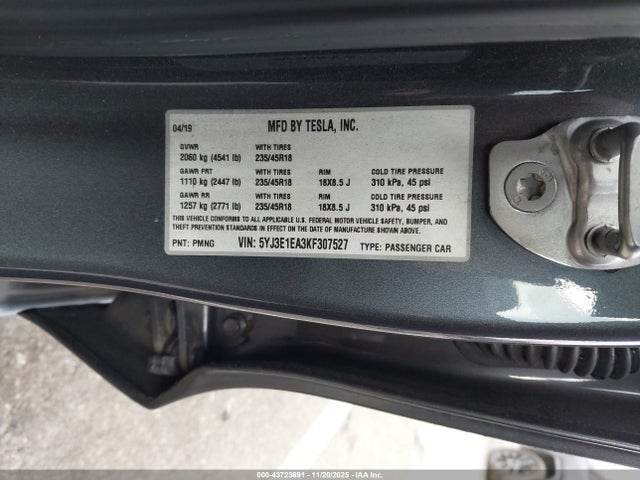 04/19 MFD BY TESLA, INC.
GVWR WITH TIRES
2060 kg (4541 lb) 235/45R18
GAWR FRT WITH TIRES RIM COLD TIRE PRESSURE
1110 kg (2447 lb) 235/45R18 18X8.5 J 310 kPa, 45 psi
GAWR RR WITH TIRES RIM COLD TIRE PRESSURE
1257 kg (2771 lb) 235/45R18 18X8.5 J 310 kPa, 45 psi
THIS VEHICLE CONFORMS TO ALL APPLICABLE U.S. FEDERAL MOTOR VEHICLE SAFETY, BUMPER, AND
THEFT PREVENTION STANDARDS IN EFFECT ON THE DATE OF MANUFACTURE SHOWN ABOVE.
PNT: PMNG VIN: 5YJ3E1EA3KF307527 TYPE: PASSENGER CAR
000-43723691 - 11/20/2025 - IAAI.COM